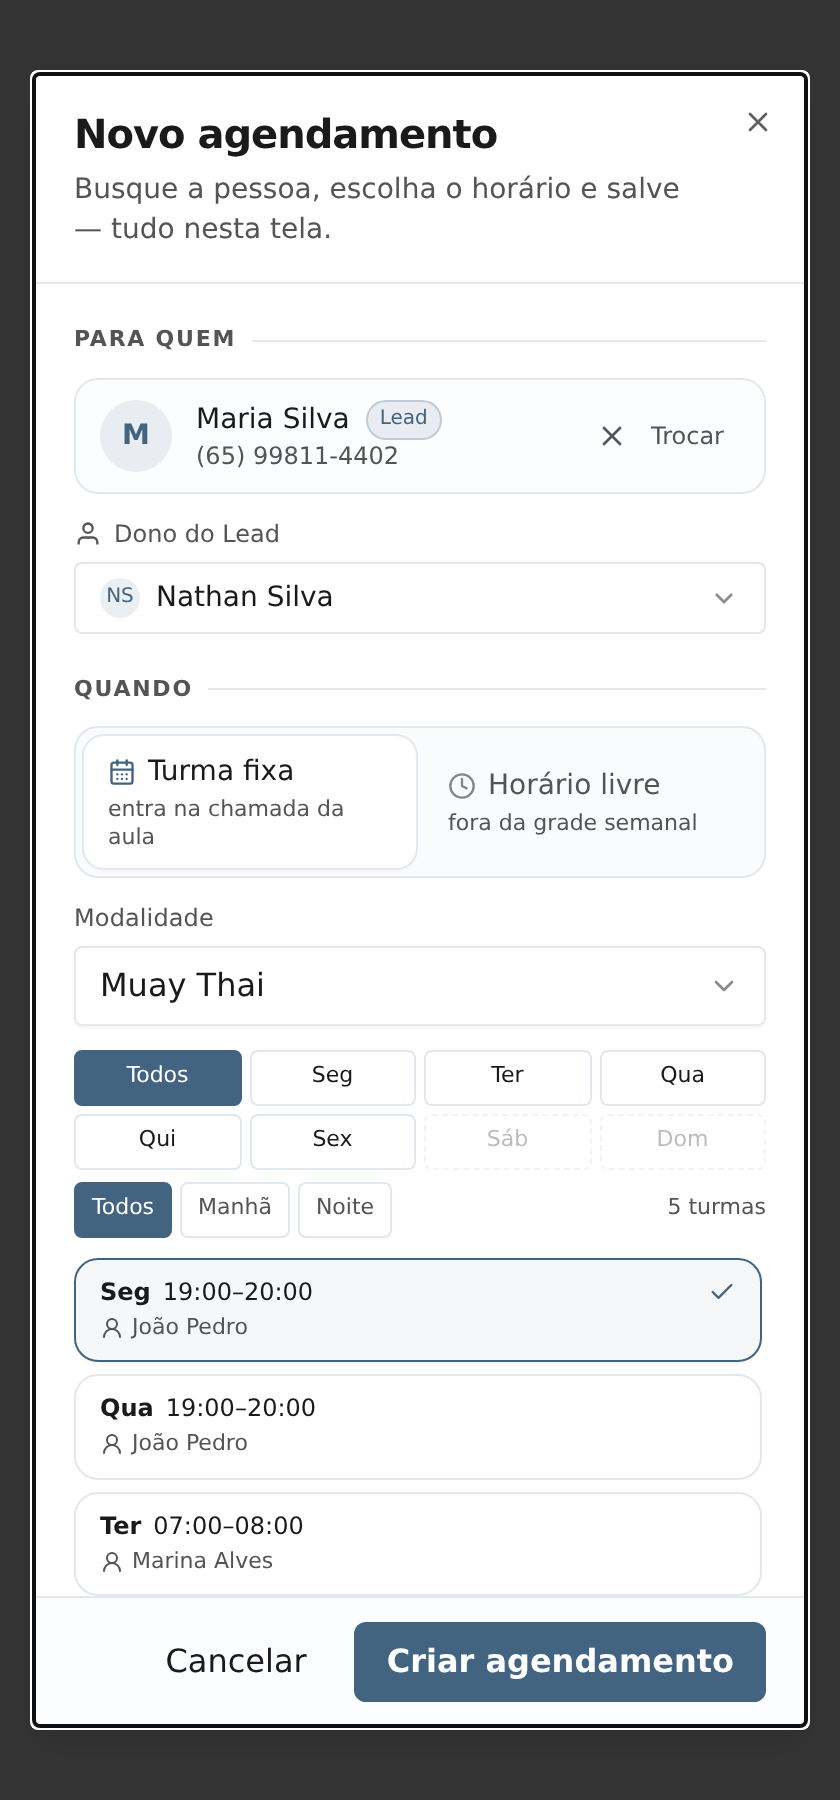 Novo agendamento
Busque a pessoa, escolha o horário e salve
— tudo nesta tela.
PARA QUEM
M
Maria Silva Lead
(65) 99811-4402
Trocar
Dono do Lead
NS Nathan Silva
QUANDO
Turma fixa
entra na chamada da
aula
Horário livre
fora da grade semanal
Modalidade
Muay Thai
Todos Seg Ter Qua
Qui Sex Sáb Dom
Todos Manhã Noite 5 turmas
Seg 19:00–20:00
João Pedro
Qua 19:00–20:00
João Pedro
Ter 07:00–08:00
Marina Alves
Cancelar Criar agendamento